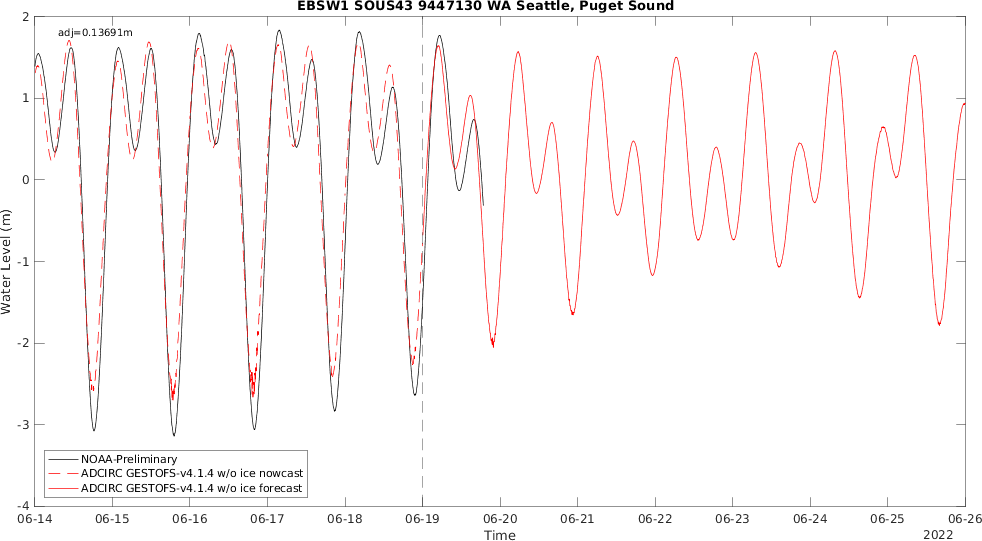 EBSW1 SOUS43 9447130 WA Seattle, Puget Sound
adj=0.13691m
2
1
0
-1
-2
-3
-4
Water Level (m)
NOAA-Preliminary
ADCIRC GESTOFS-v4.1.4 w/o ice nowcast
ADCIRC GESTOFS-v4.1.4 w/o ice forecast
06-14 06-15 06-16 06-17 06-18 06-19 06-20 06-21 06-22 06-23 06-24 06-25 06-26
Time
2022